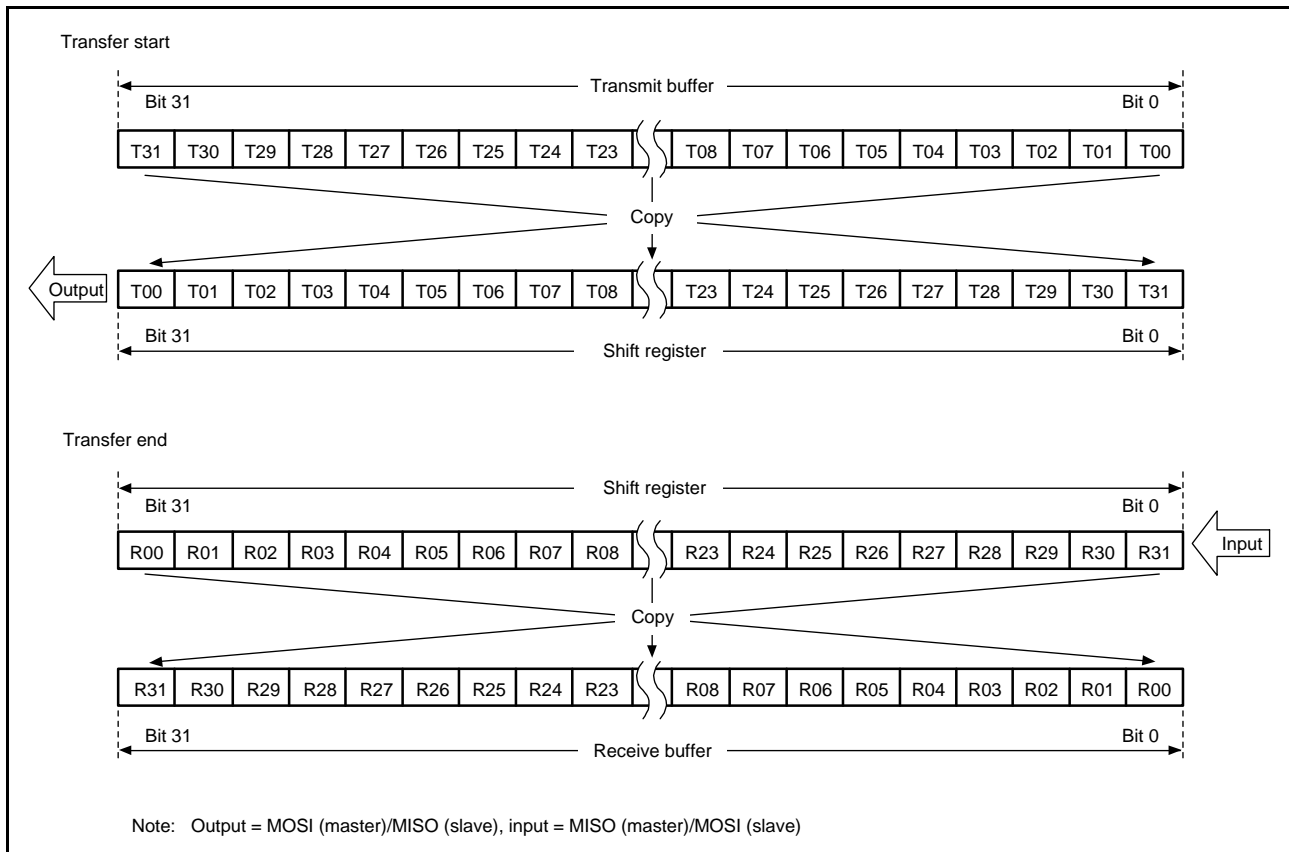 Transfer start
Transmit buffer
Bit 31 Bit 0
T31 T30 T29 T28 T27 T26 T25 T24 T23 T08 T07 T06 T05 T04 T03 T02 T01 T00
Copy
Output T00 T01 T02 T03 T04 T05 T06 T07 T08 T23 T24 T25 T26 T27 T28 T29 T30 T31
Bit 31 Bit 0
Shift register
Transfer end
Shift register
Bit 31 Bit 0
R00 R01 R02 R03 R04 R05 R06 R07 R08 R23 R24 R25 R26 R27 R28 R29 R30 R31 Input
Copy
R31 R30 R29 R28 R27 R26 R25 R24 R23 R08 R07 R06 R05 R04 R03 R02 R01 R00
Bit 31 Bit 0
Receive buffer
Note: Output = MOSI (master)/MISO (slave), input = MISO (master)/MOSI (slave)